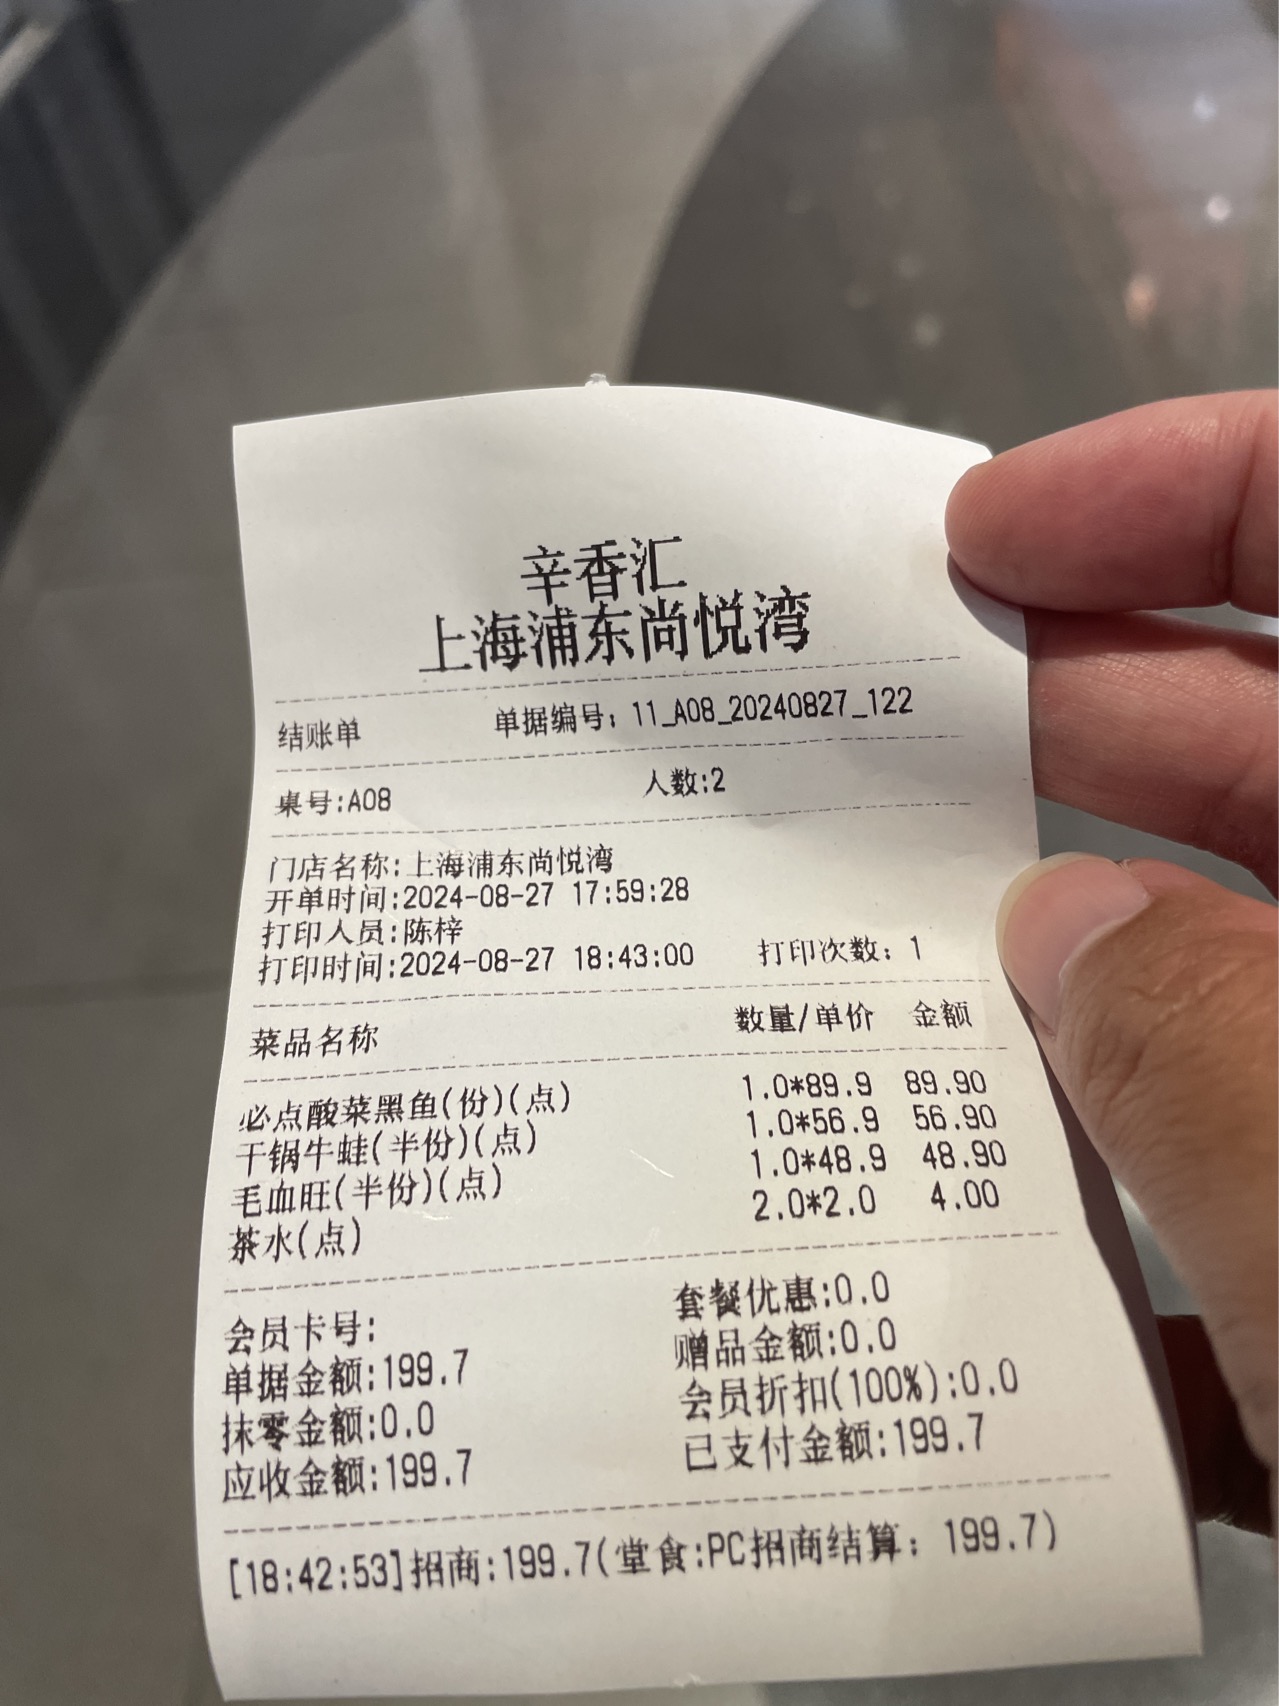 辛香汇
上海浦东尚悦湾
结账单 单据编号: 11_A08_20240827_122
桌号:A08 人数:2
门店名称:上海浦东尚悦湾
开单时间:2024-08-27 17:59:28
打印人员:陈梓
打印时间:2024-08-27 18:43:00 打印次数: 1
菜品名称 数量/单价 金额
必点酸菜黑鱼(份)(点) 1.0*89.9 89.90
干锅牛蛙(半份)(点) 1.0*56.9 56.90
毛血旺(半份)(点) 1.0*48.9 48.90
茶水(点) 2.0*2.0 4.00
会员卡号: 套餐优惠:0.0
单据金额:199.7 赠品金额:0.0
抹零金额:0.0 会员折扣(100%):0.0
应收金额:199.7 已支付金额:199.7
[18:42:53]招商:199.7(堂食:PC招商结算: 199.7)